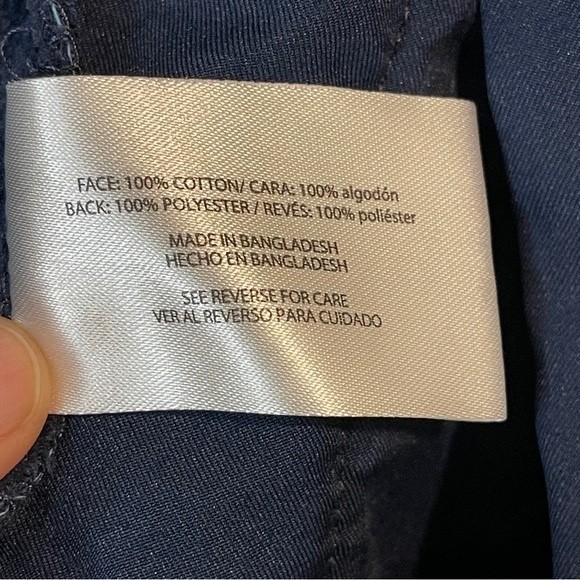 FACE: 100% COTTON/ CARA: 100% algodón
BACK: 100% POLYESTER / REVÉS: 100% poliéster
MADE IN BANGLADESH
HECHO EN BANGLADESH
SEE REVERSE FOR CARE
VER AL REVERSO PARA CUIDADO